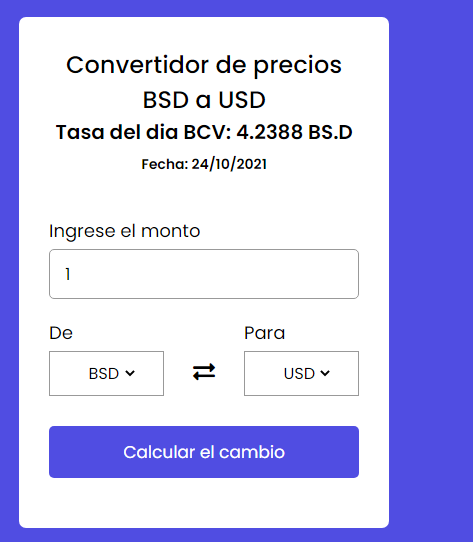 Convertidor de precios
BSD a USD
Tasa del dia BCV: 4.2388 BS.D
Fecha: 24/10/2021
Ingrese el monto
1
De
Para
BSD
USD
Calcular el cambio